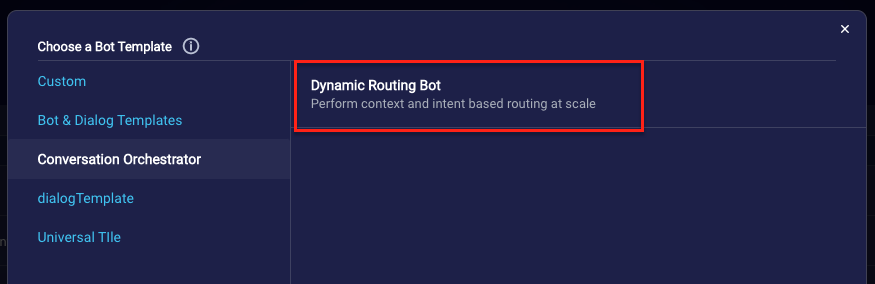 Choose a Bot Template
Custom
Bot & Dialog Templates
Conversation Orchestrator
dialogTemplate
Universal TIle
Dynamic Routing Bot
Perform context and intent based routing at scale